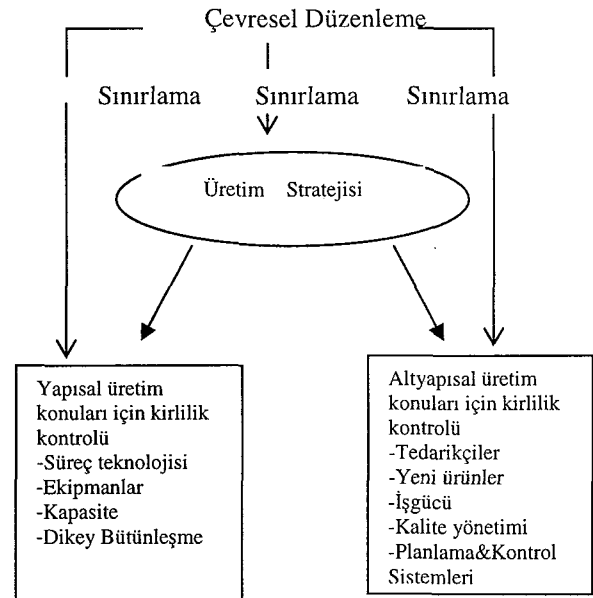 Çevresel Düzenleme
Sınırlama Sınırlama Sınırlama
Üretim Stratejisi
Yapısal üretim
konuları için kirlilik
kontrolü
-Süreç teknolojisi
-Ekipmanlar
-Kapasite
-Dikey Bütünleşme
Altyapısal üretim
konuları için kirlilik
kontrolü
-Tedarikçiler
-Yeni ürünler
-İşgücü
-Kalite yönetimi
-Planlama&Kontrol
Sistemleri